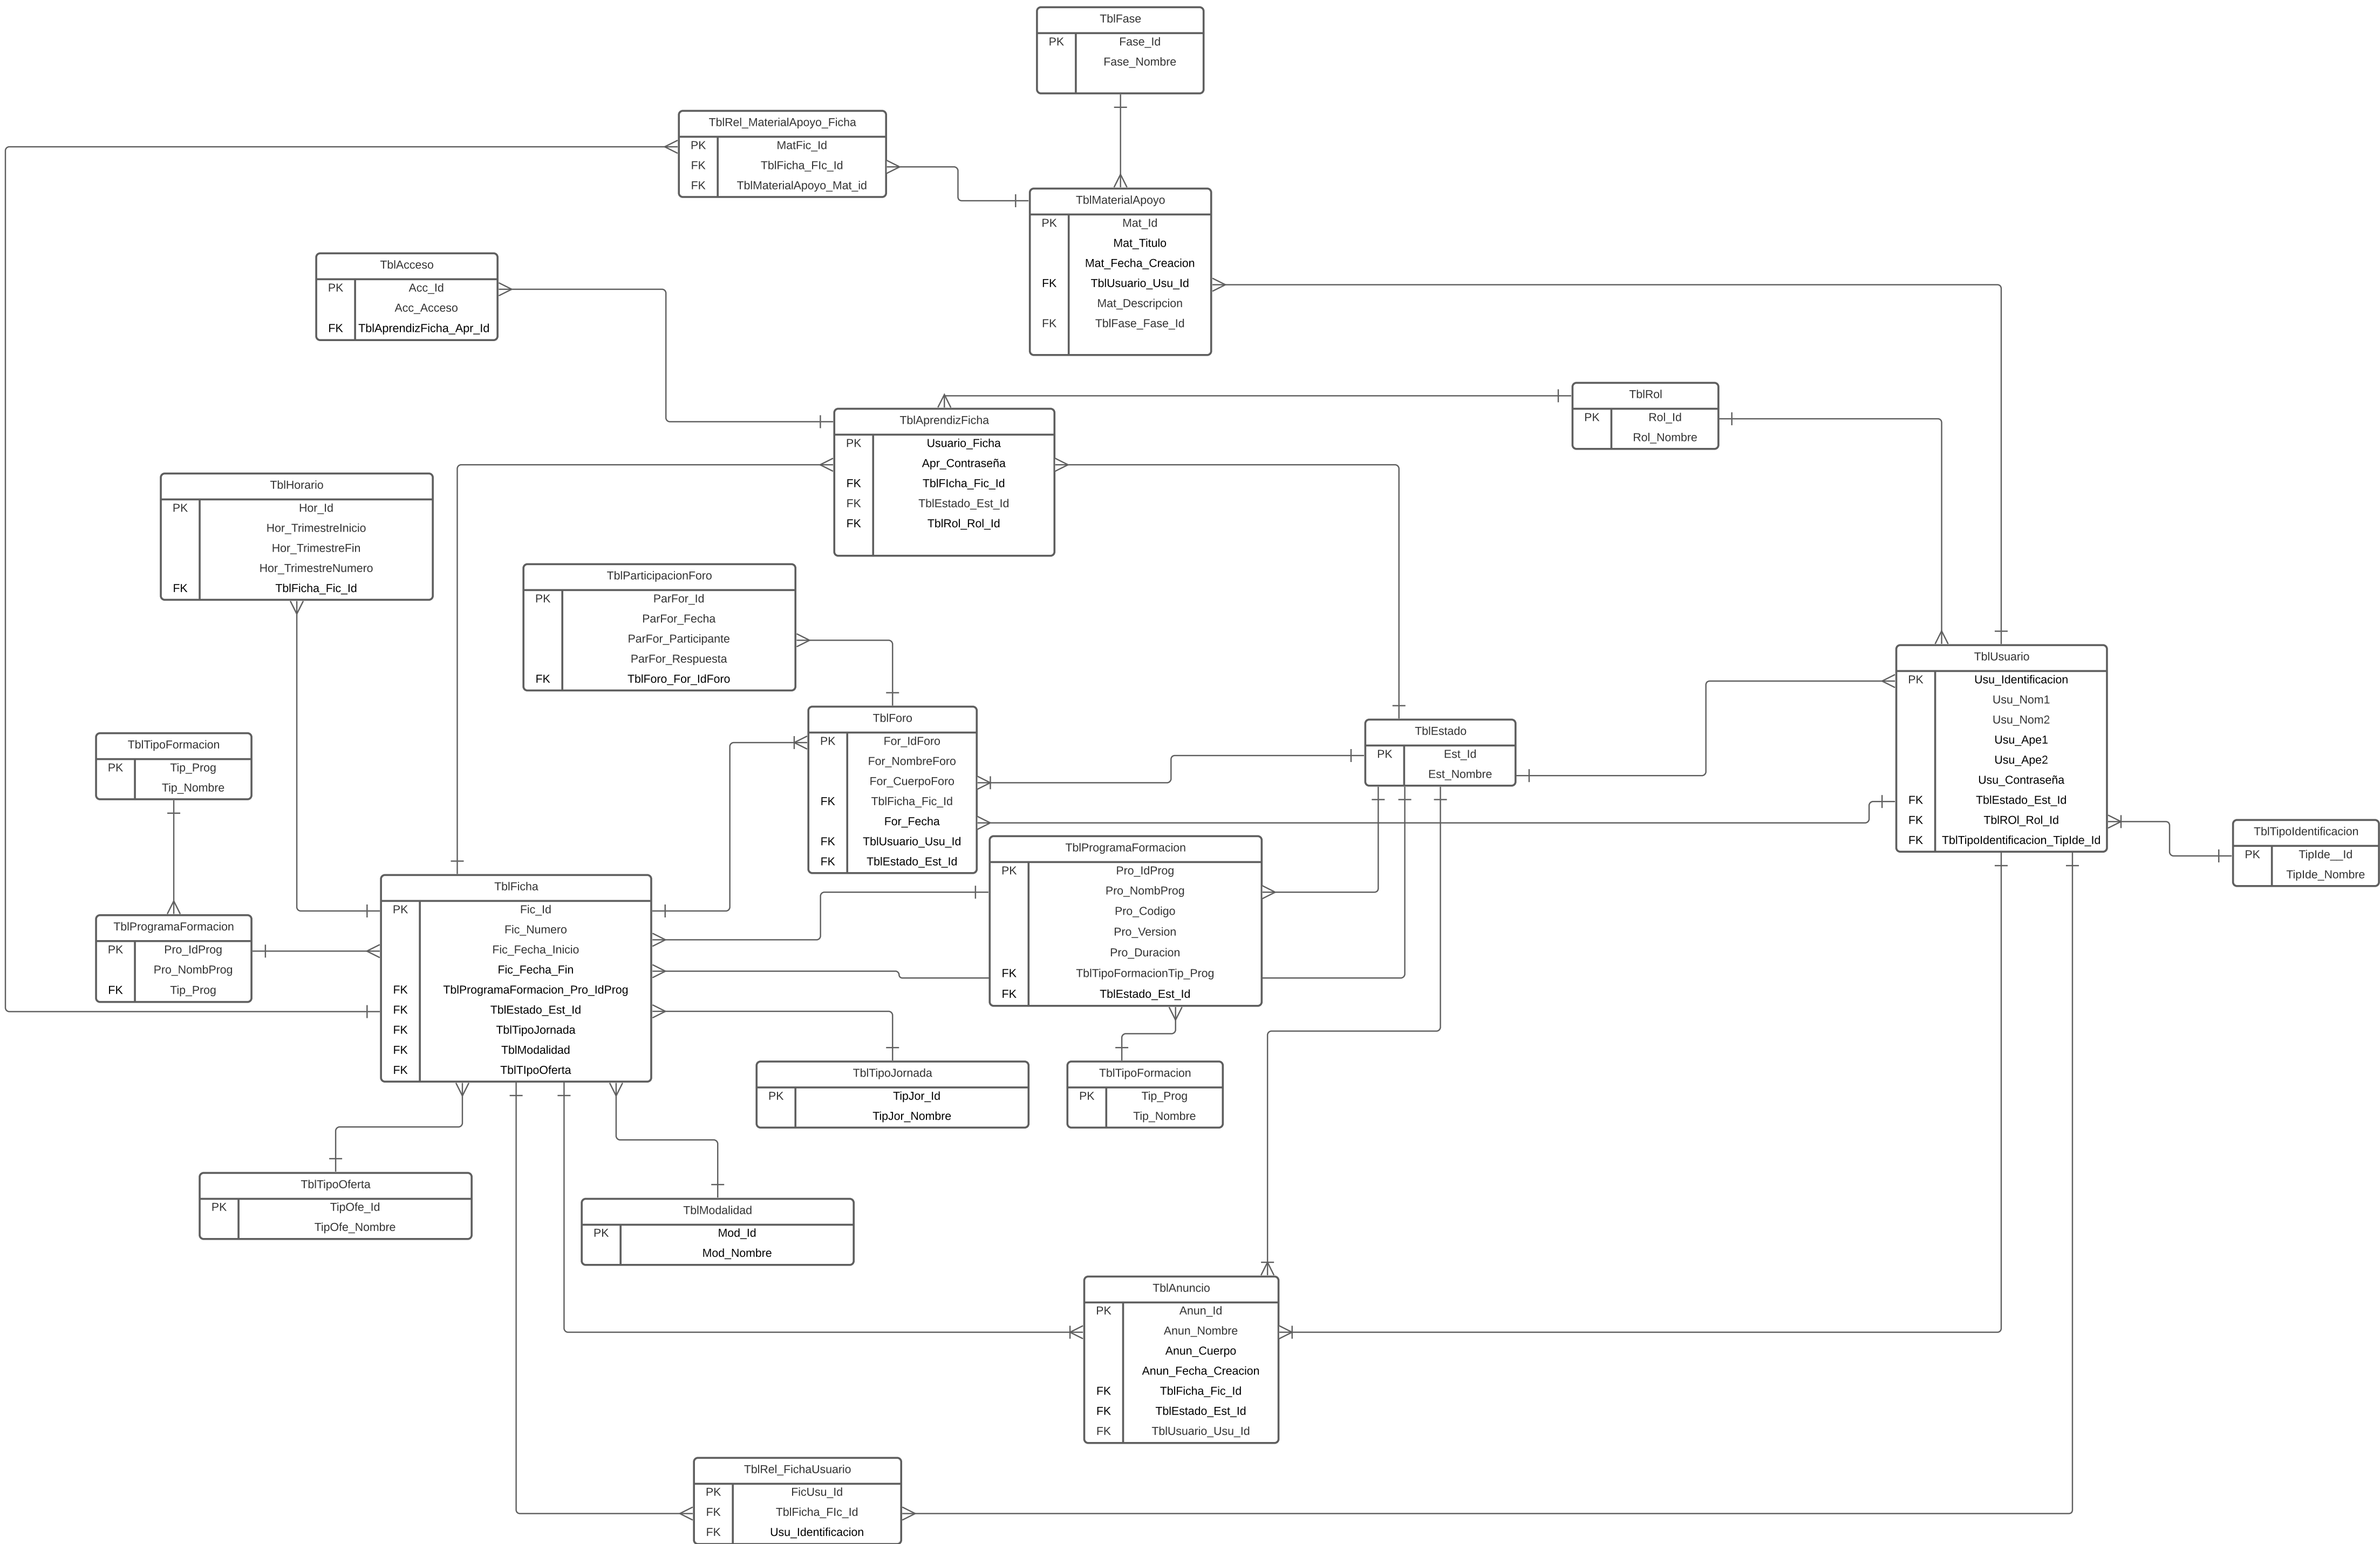 TblFase
PK Fase_Id
Fase_Nombre
TblRel_MaterialApoyo_Ficha
PK MatFic_Id
FK TblFicha_FIc_Id
FK TblMaterialApoyo_Mat_id
TblMaterialApoyo
PK Mat_Id
Mat_Titulo
Mat_Fecha_Creacion
FK TblUsuario_Usu_Id
Mat_Descripcion
FK TblFase_Fase_Id
TblAcceso
PK Acc_Id
Acc_Acceso
FK TblAprendizFicha_Apr_Id
TblRol
PK Rol_Id
Rol_Nombre
TblAprendizFicha
PK Usuario_Ficha
Apr_Contraseña
FK TblFIcha_Fic_Id
FK TblEstado_Est_Id
FK TblRol_Rol_Id
TblHorario
PK Hor_Id
Hor_TrimestreInicio
Hor_TrimestreFin
Hor_TrimestreNumero
FK TblFicha_Fic_Id
TblParticipacionForo
PK ParFor_Id
ParFor_Fecha
ParFor_Participante
ParFor_Respuesta
FK TblForo_For_IdForo
TblUsuario
PK Usu_Identificacion
Usu_Nom1
Usu_Nom2
Usu_Ape1
Usu_Ape2
Usu_Contraseña
FK TblEstado_Est_Id
FK TblROl_Rol_Id
FK TblTipoIdentificacion_TipIde_Id
TblForo
PK For_IdForo
For_NombreForo
For_CuerpoForo
FK TblFicha_Fic_Id
For_Fecha
FK TblUsuario_Usu_Id
FK TblEstado_Est_Id
TblEstado
PK Est_Id
Est_Nombre
TblTipoFormacion
PK Tip_Prog
Tip_Nombre
TblTipoIdentificacion
PK TipIde__Id
TipIde_Nombre
TblProgramaFormacion
PK Pro_IdProg
Pro_NombProg
Pro_Codigo
Pro_Version
Pro_Duracion
FK TblTipoFormacionTip_Prog
FK TblEstado_Est_Id
TblFicha
PK Fic_Id
Fic_Numero
Fic_Fecha_Inicio
Fic_Fecha_Fin
FK TblProgramaFormacion_Pro_IdProg
FK TblEstado_Est_Id
FK TblTipoJornada
FK TblModalidad
FK TblTIpoOferta
TblProgramaFormacion
PK Pro_IdProg
Pro_NombProg
FK Tip_Prog
TblTipoJornada
PK TipJor_Id
TipJor_Nombre
TblTipoFormacion
PK Tip_Prog
Tip_Nombre
TblTipoOferta
PK TipOfe_Id
TipOfe_Nombre
TblModalidad
PK Mod_Id
Mod_Nombre
TblAnuncio
PK Anun_Id
Anun_Nombre
Anun_Cuerpo
Anun_Fecha_Creacion
FK TblFicha_Fic_Id
FK TblEstado_Est_Id
FK TblUsuario_Usu_Id
TblRel_FichaUsuario
PK FicUsu_Id
FK TblFicha_FIc_Id
FK Usu_Identificacion